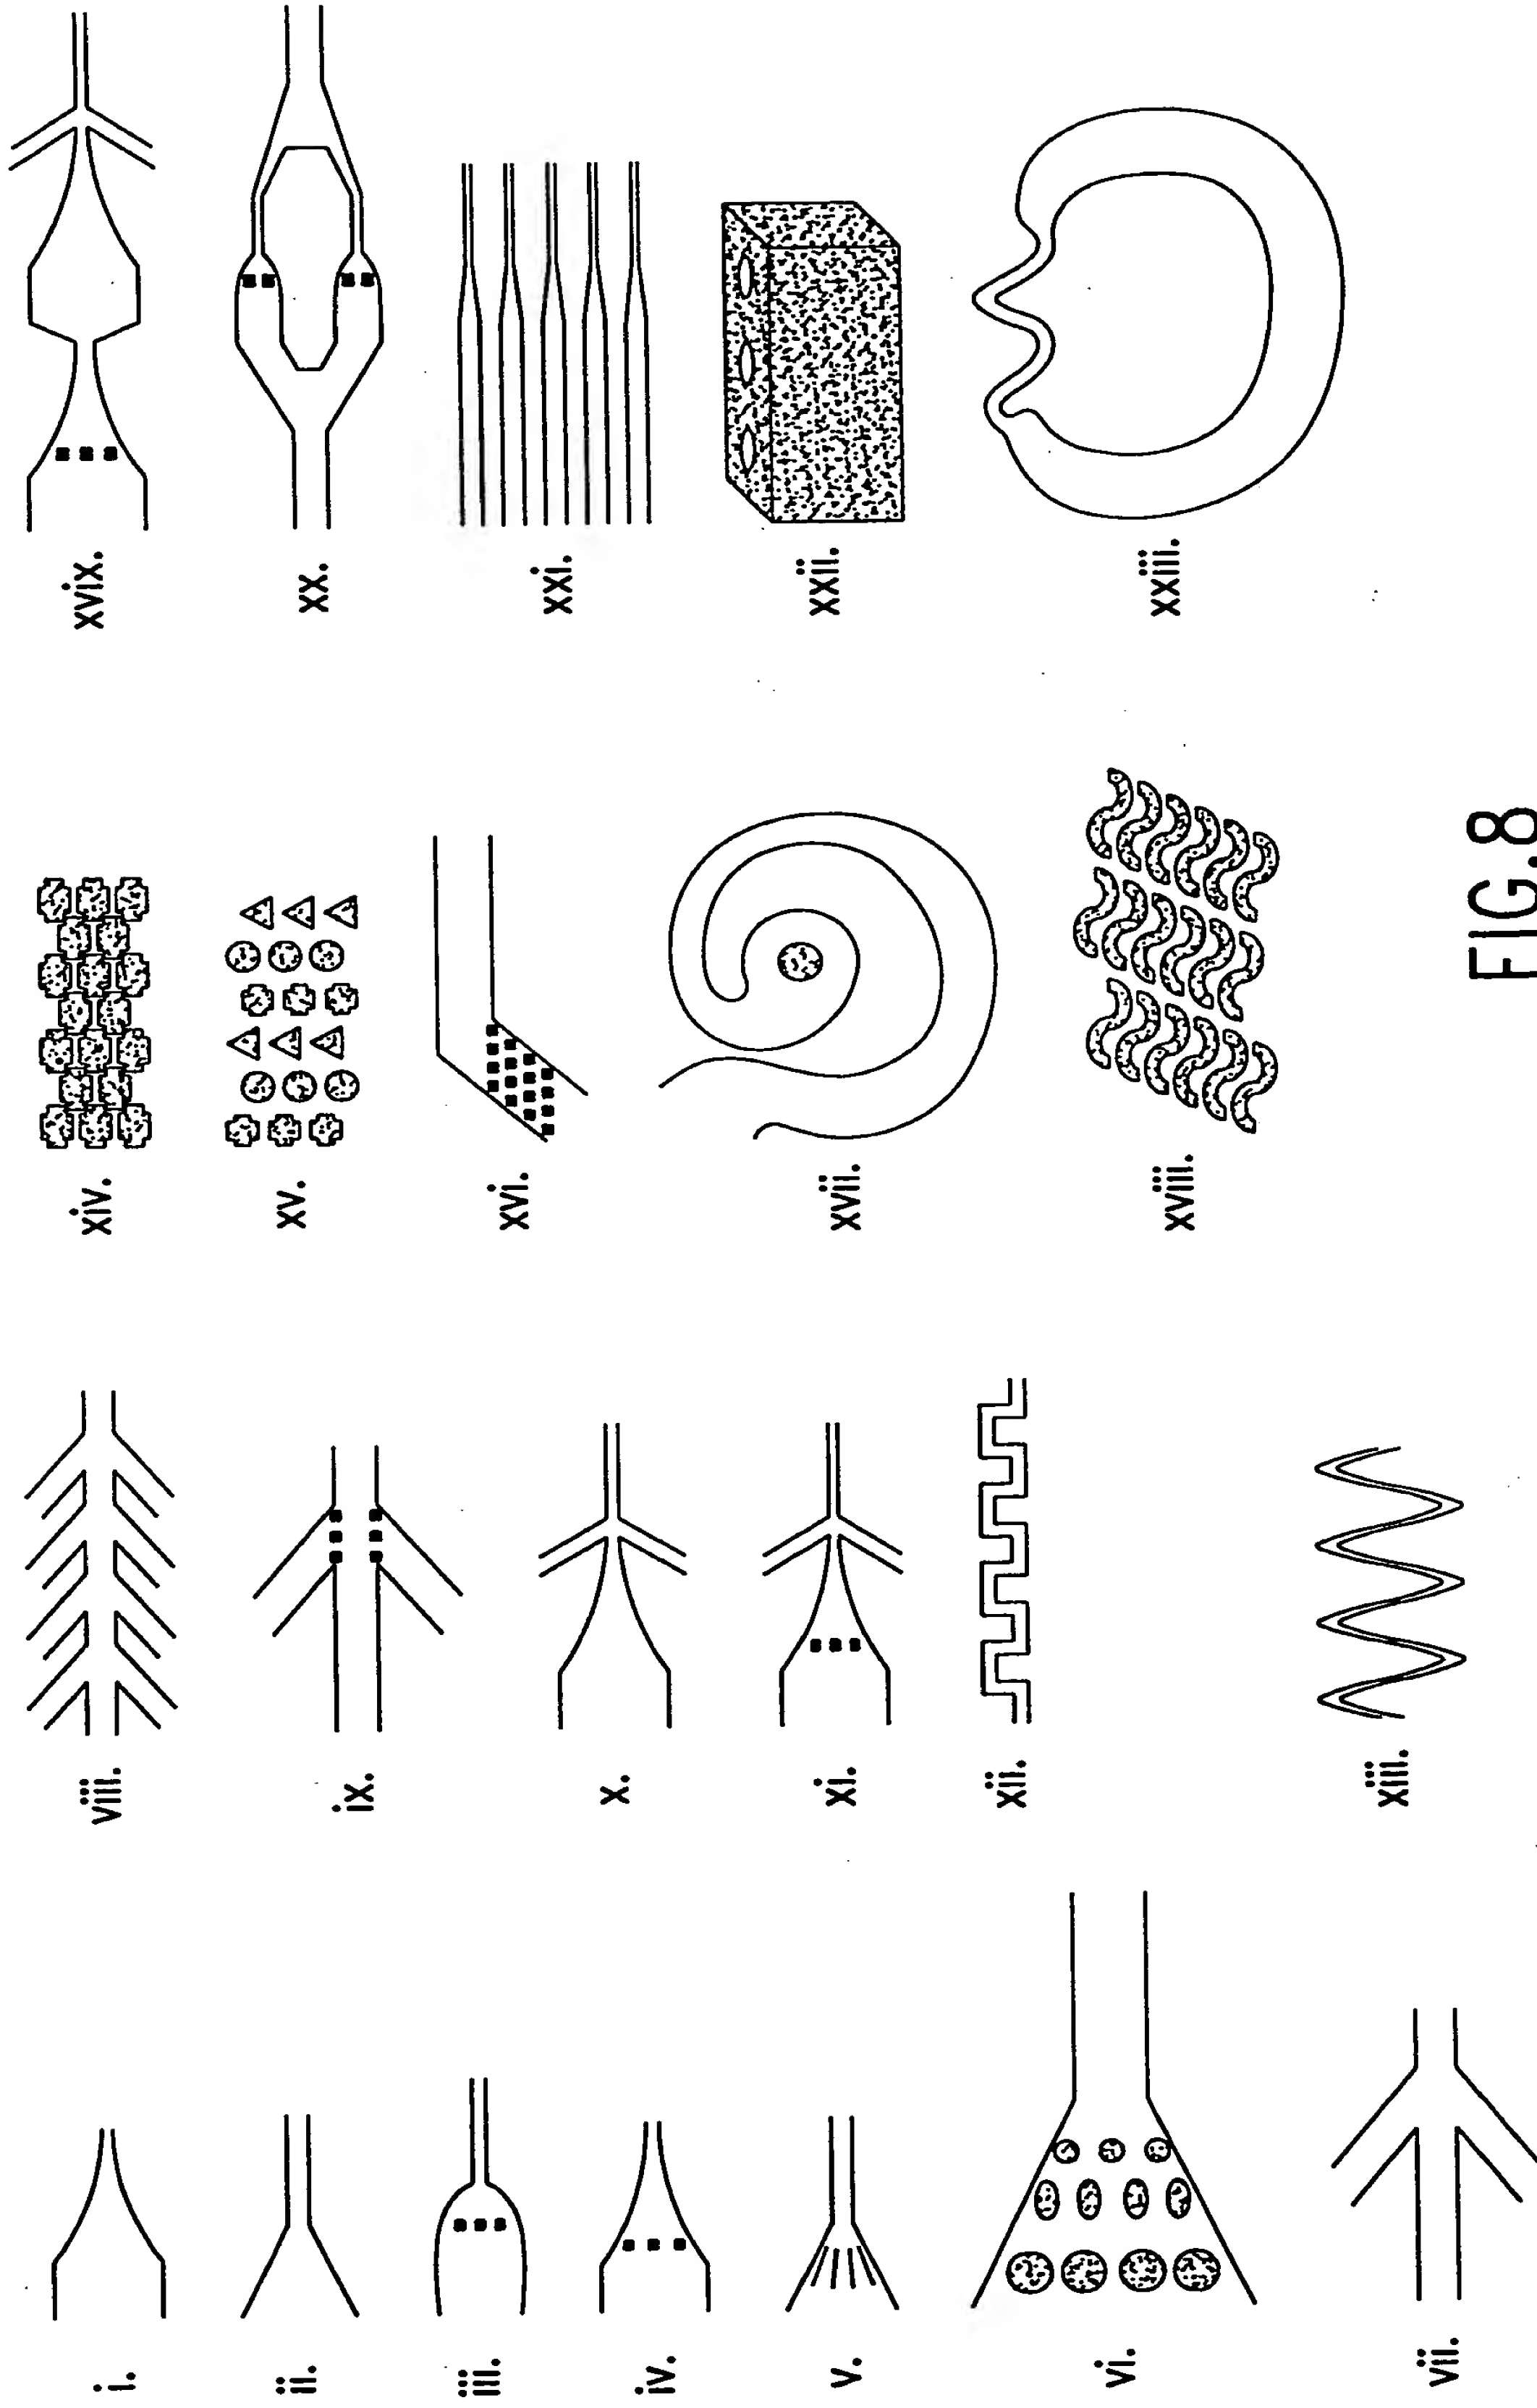 i.
ii.
iii.
iv.
v.
vi.
vii.
viii.
ix.
x.
xi.
xii.
xiii.
xiv.
xv.
xvi.
xvii.
xviii.
xvix.
xx.
xxi.
xxii.
xxiii.
FIG.8